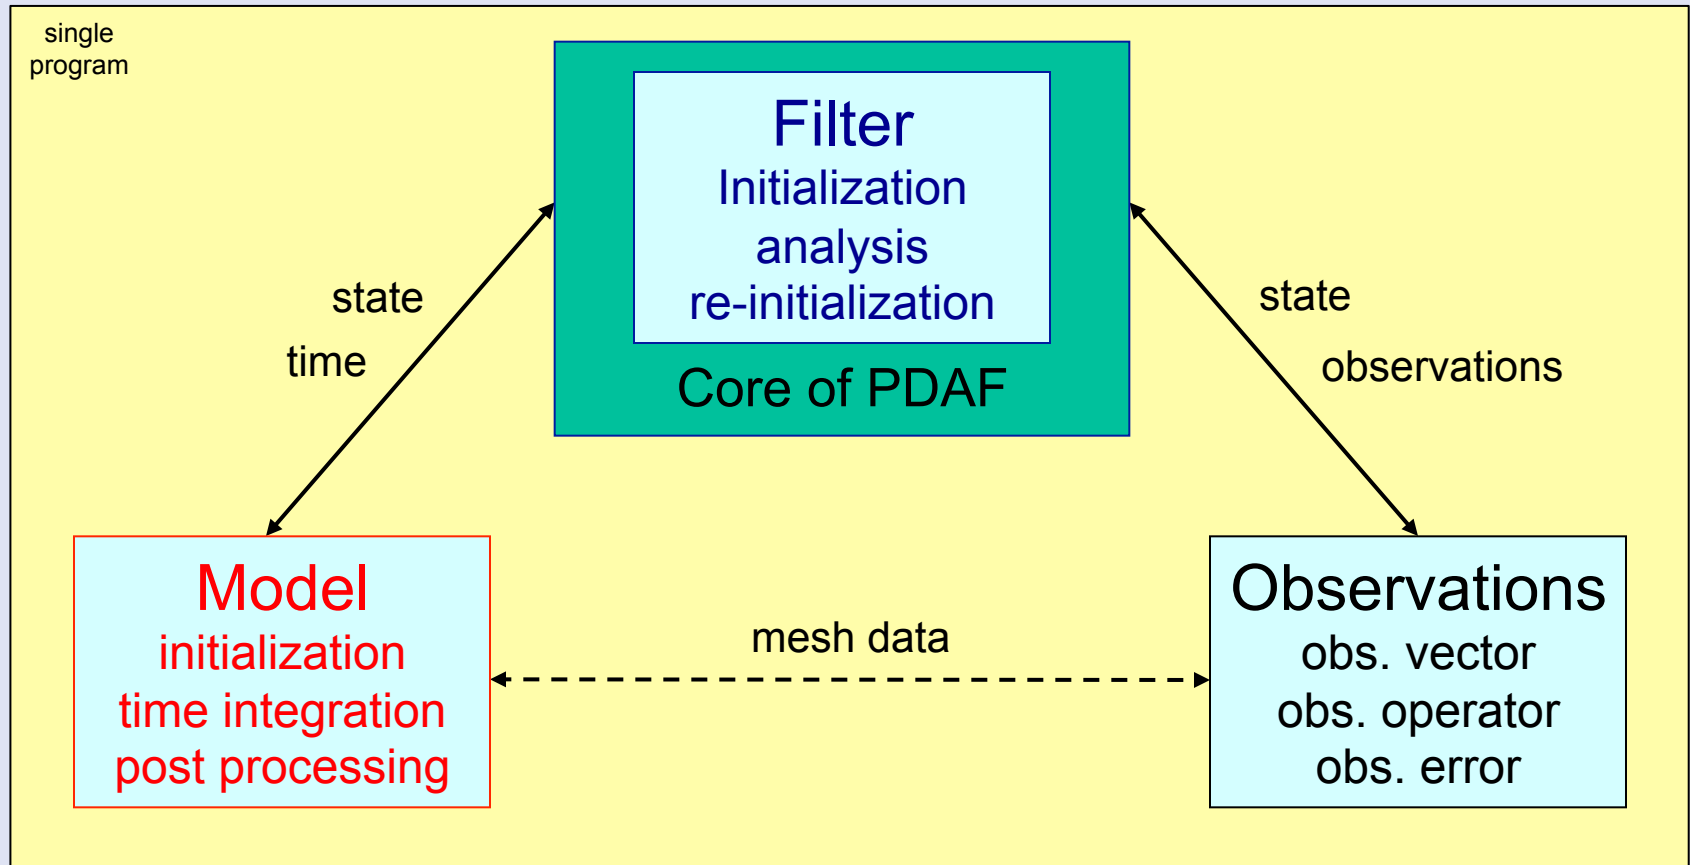 single
program
Filter
Initialization
analysis
re-initialization
Core of PDAF
state
time
state
observations
Model
initialization
time integration
post processing
mesh data
Observations
obs. vector
obs. operator
obs. error